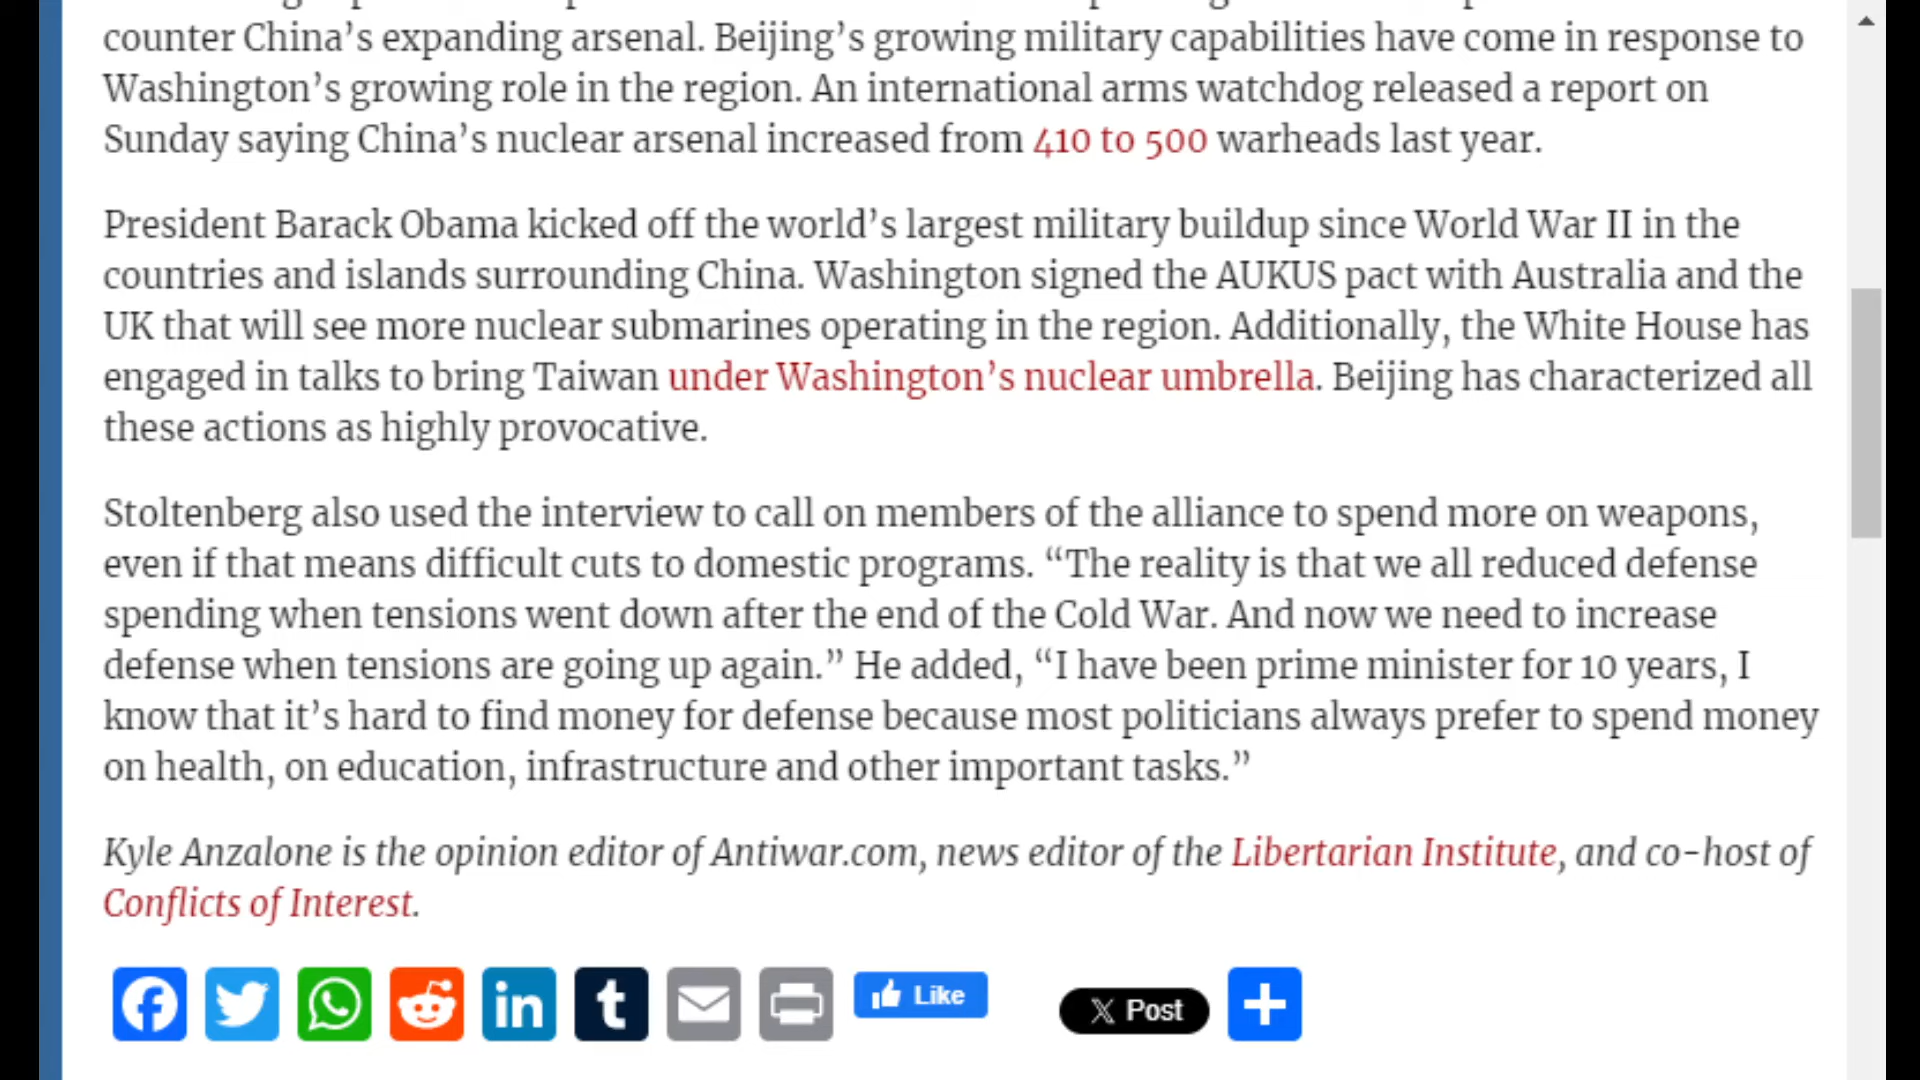 counter China’s expanding arsenal. Beijing’s growing military capabilities have come in response to
Washington’s growing role in the region. An international arms watchdog released a report on
Sunday saying China’s nuclear arsenal increased from 410 to 500 warheads last year.
President Barack Obama kicked off the world’s largest military buildup since World War II in the
countries and islands surrounding China. Washington signed the AUKUS pact with Australia and the
UK that will see more nuclear submarines operating in the region. Additionally, the White House has
engaged in talks to bring Taiwan under Washington’s nuclear umbrella. Beijing has characterized all
these actions as highly provocative.
Stoltenberg also used the interview to call on members of the alliance to spend more on weapons,
even if that means difficult cuts to domestic programs. “The reality is that we all reduced defense
spending when tensions went down after the end of the Cold War. And now we need to increase
defense when tensions are going up again.” He added, “I have been prime minister for 10 years, I
know that it’s hard to find money for defense because most politicians always prefer to spend money
on health, on education, infrastructure and other important tasks.”
Kyle Anzalone is the opinion editor of Antiwar.com, news editor of the Libertarian Institute, and co-host of
Conflicts of Interest.
Like
X Post